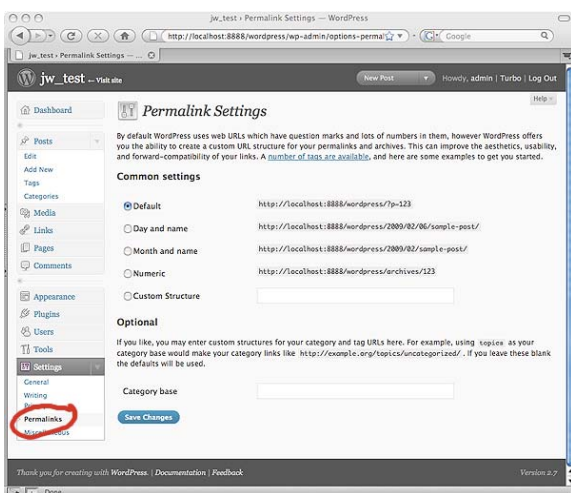 jw_test › Permalink Settings — WordPress
http://localhost:8888/wordpress/wp-admin/options-permal
Google
jw_test › Permalink Settings — ...
jw_test ← Visit site
New Post
Howdy, admin | Turbo | Log Out
Help
Dashboard
Posts
Edit
Add New
Tags
Categories
Media
Links
Pages
Comments
Appearance
Plugins
Users
Tools
Settings
General
Writing
Permalinks
Miscellaneous
Permalink Settings
By default WordPress uses web URLs which have question marks and lots of numbers in them, however WordPress offers
you the ability to create a custom URL structure for your permalinks and archives. This can improve the aesthetics, usability,
and forward-compatibility of your links. A number of tags are available, and here are some examples to get you started.
Common settings
Default http://localhost:8888/wordpress/?p=123
Day and name http://localhost:8888/wordpress/2009/02/06/sample-post/
Month and name http://localhost:8888/wordpress/2009/02/sample-post/
Numeric http://localhost:8888/wordpress/archives/123
Custom Structure
Optional
If you like, you may enter custom structures for your category and tag URLs here. For example, using topics as your
category base would make your category links like http://example.org/topics/uncategorized/ . If you leave these blank
the defaults will be used.
Category base
Save Changes
Thank you for creating with WordPress. | Documentation | Feedback
Version 2.7
Done